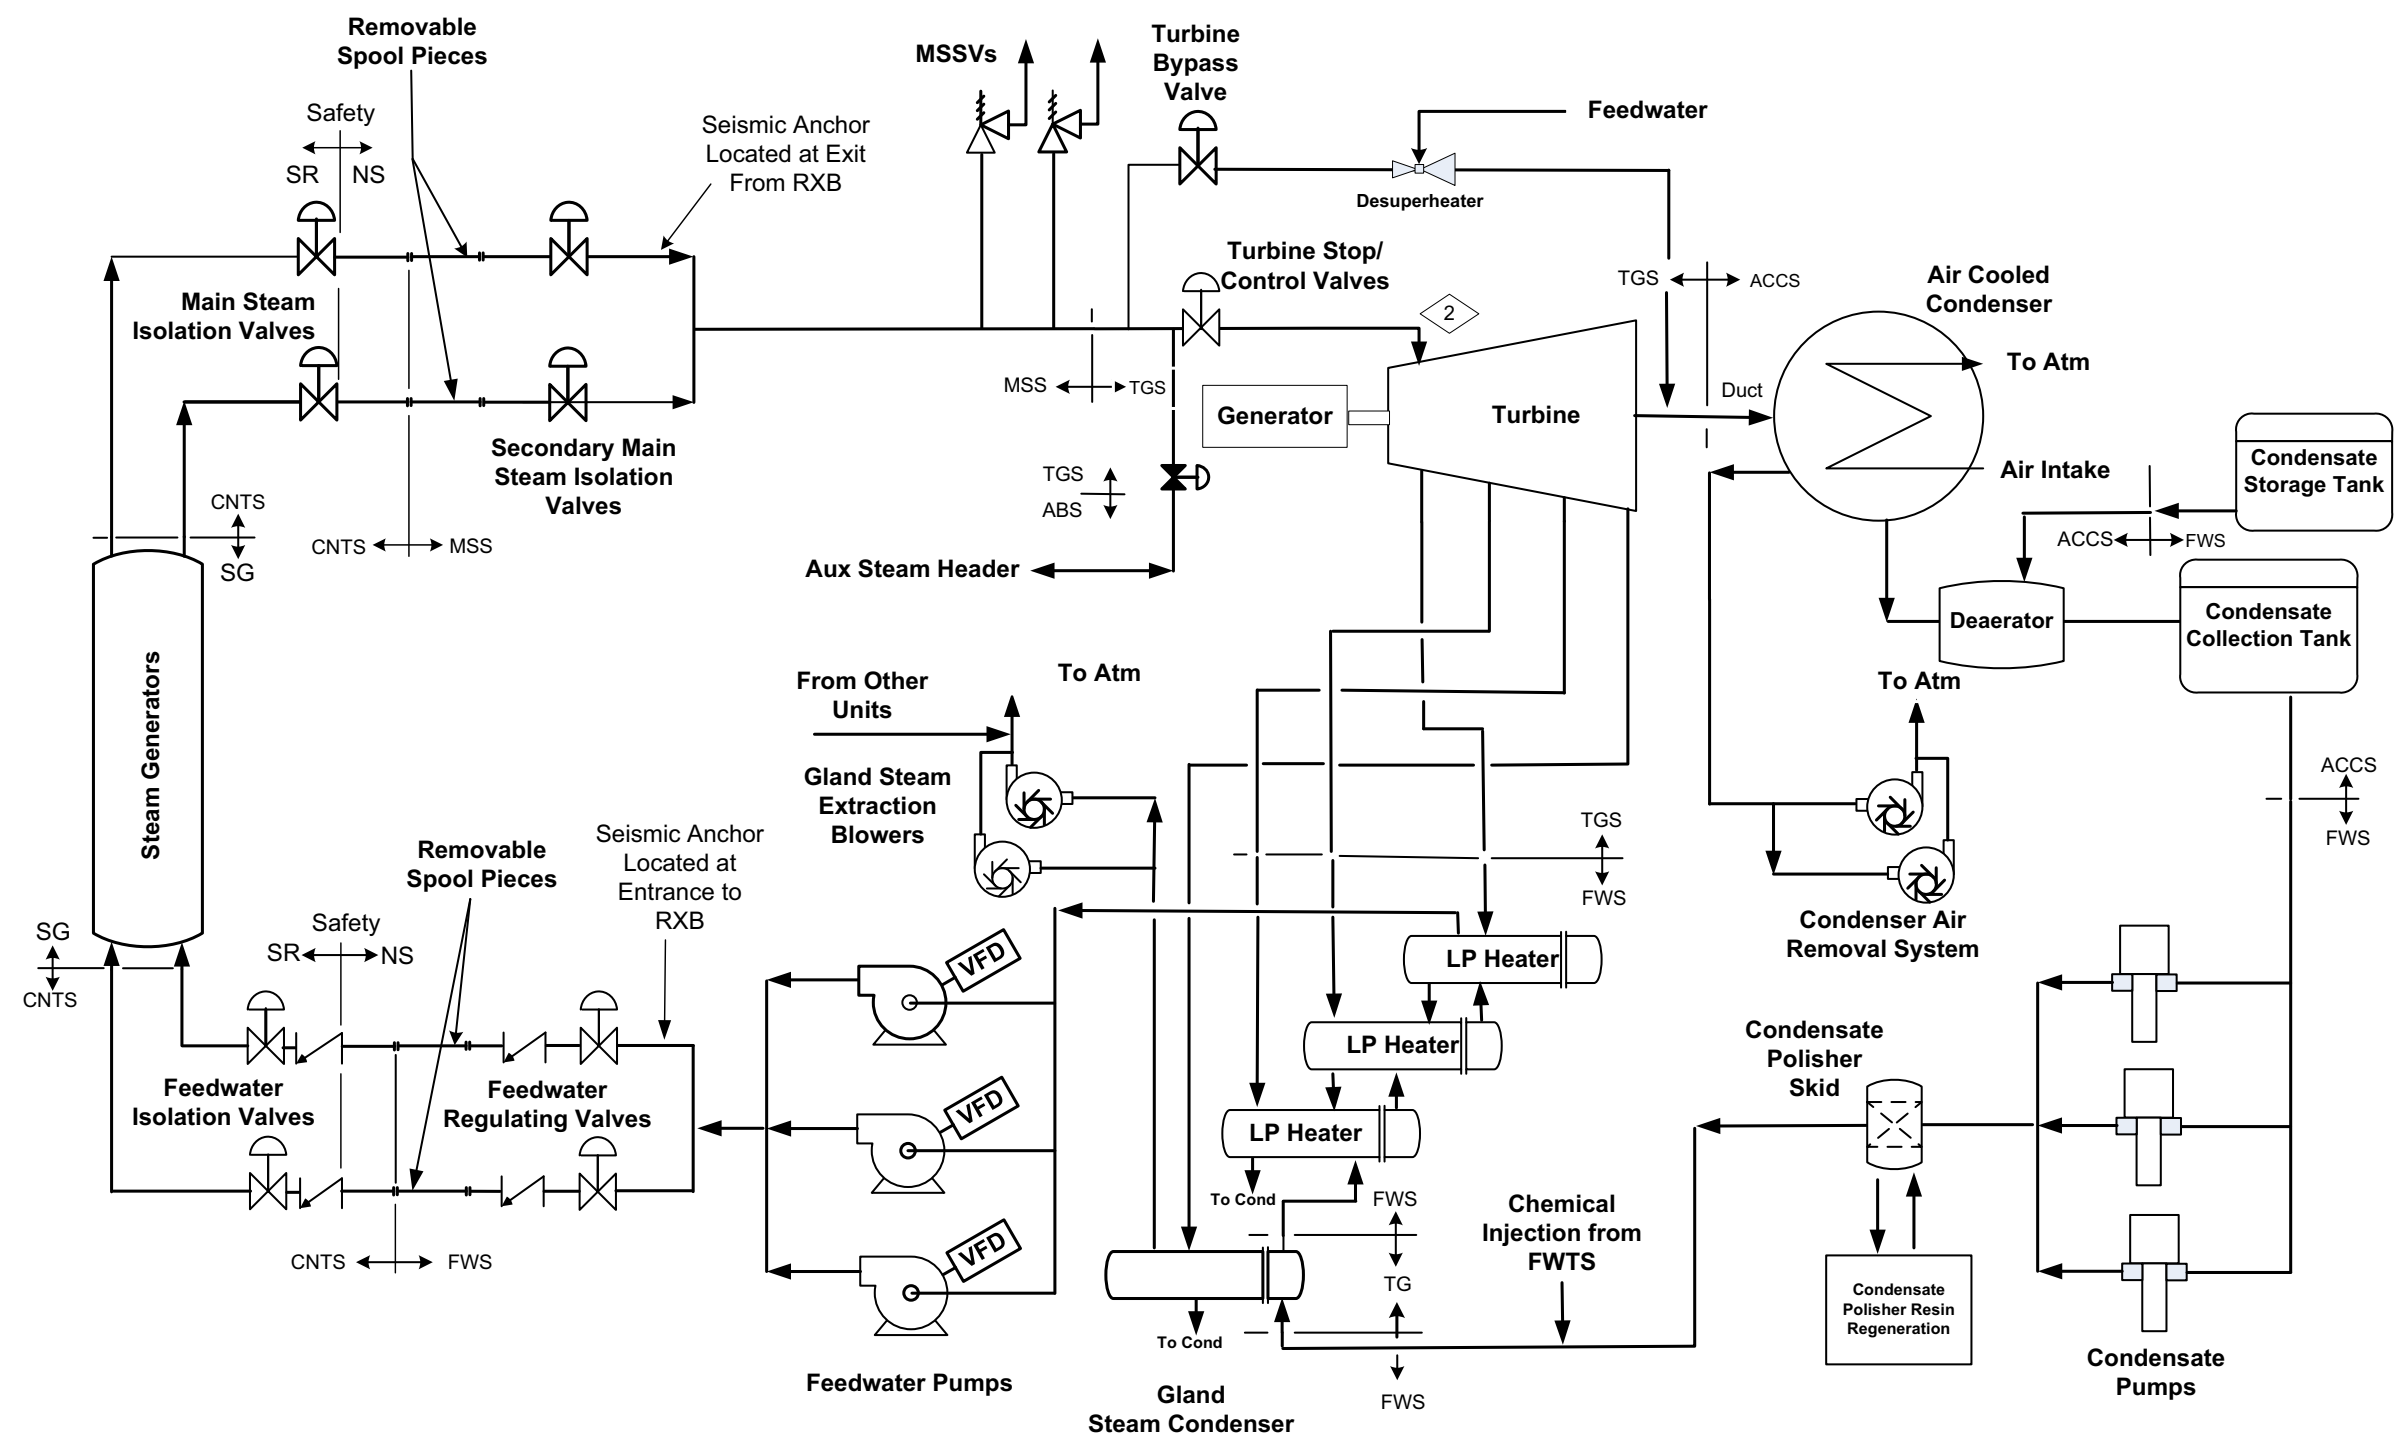 Removable
Spool Pieces
Safety
SR
NS
Seismic Anchor
Located at Exit
From RXB
MSSVs
Turbine
Bypass
Valve
Feedwater
Desuperheater
Turbine Stop/
Control Valves
2
TGS
ACCS
Air Cooled
Condenser
To Atm
Air Intake
Duct
Main Steam
Isolation Valves
Secondary Main
Steam Isolation
Valves
CNTS
SG
CNTS
MSS
MSS
TGS
Generator
Turbine
TGS
ABS
Aux Steam Header
Condensate
Storage Tank
ACCS
FWS
Deaerator
Condensate
Collection Tank
Steam Generators
From Other
Units
To Atm
Gland Steam
Extraction
Blowers
To Atm
Condenser Air
Removal System
ACCS
FWS
TGS
FWS
Removable
Spool Pieces
Seismic Anchor
Located at
Entrance to
RXB
Safety
SR
NS
SG
CNTS
Feedwater
Isolation Valves
Feedwater
Regulating Valves
CNTS
FWS
VFD
VFD
VFD
Feedwater Pumps
LP Heater
LP Heater
LP Heater
To Cond
FWS
TG
FWS
To Cond
Gland
Steam Condenser
Chemical
Injection from
FWTS
Condensate
Polisher
Skid
Condensate
Polisher Resin
Regeneration
Condensate
Pumps